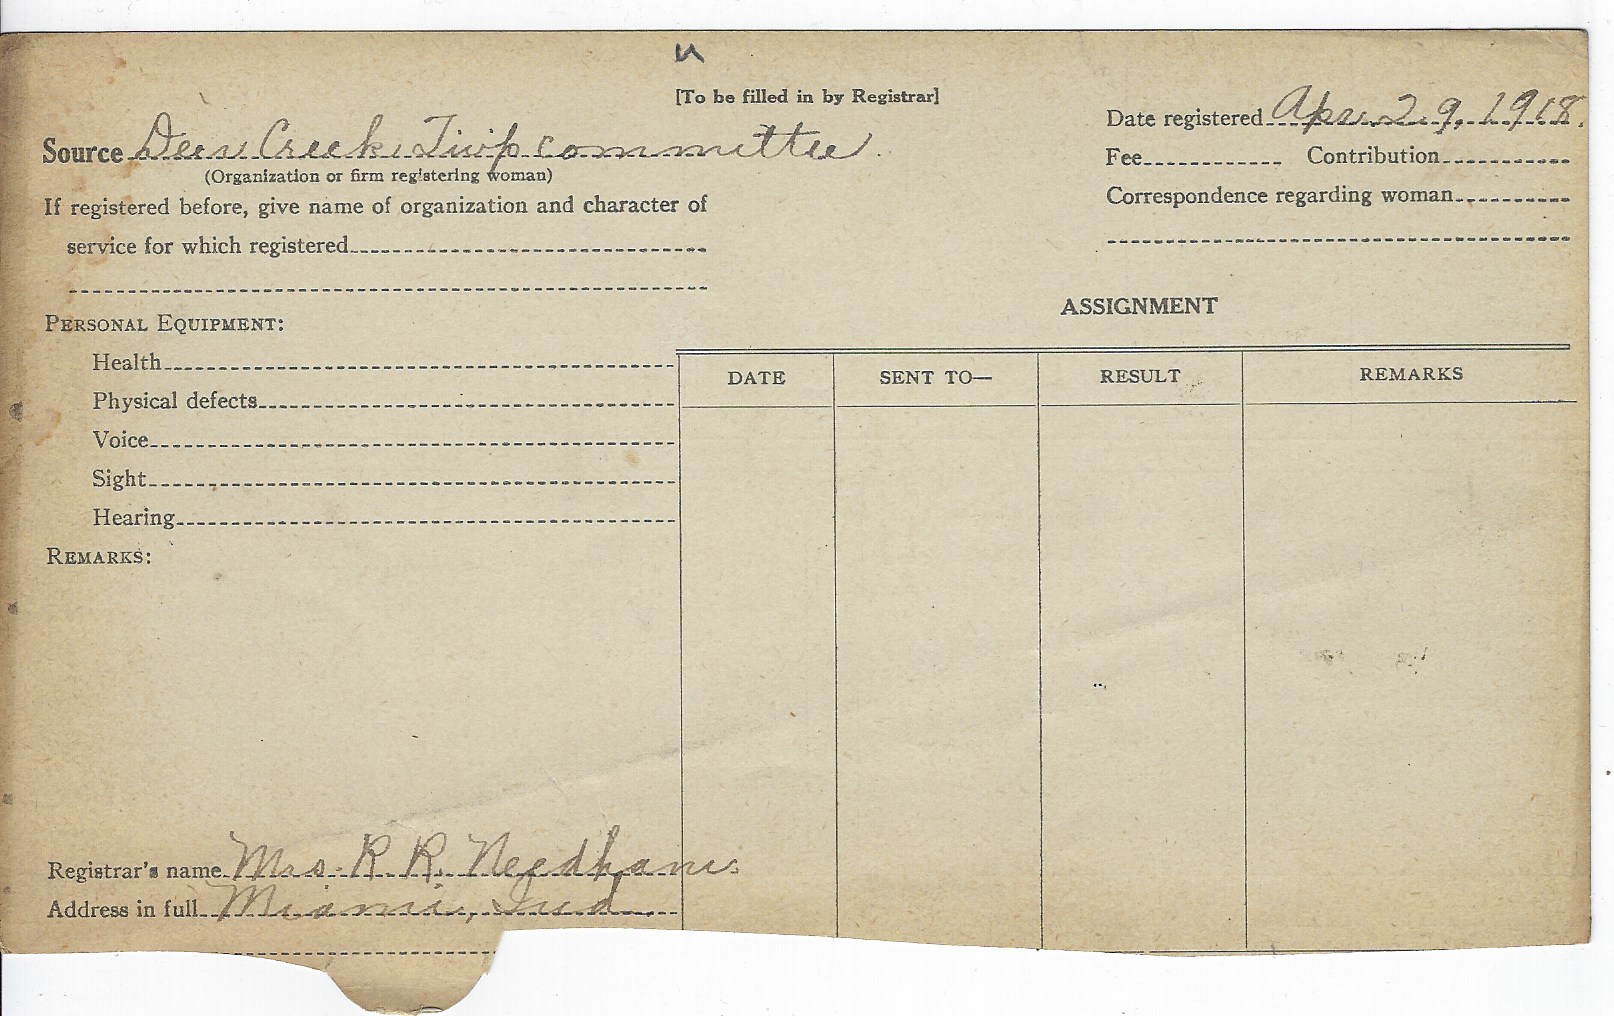 [To be filled in by Registrar]
Source Deer Creek Twp committee
(Organization or firm registering woman)
If registered before, give name of organization and character of
service for which registered
Date registered Apr. 29, 1918.
Fee Contribution
Correspondence regarding woman
PERSONAL EQUIPMENT:
Health
Physical defects
Voice
Sight
Hearing
REMARKS:
ASSIGNMENT
DATE SENT TO— RESULT REMARKS
Registrar's name Mrs. R R. Needham
Address in full Miami, Ind.